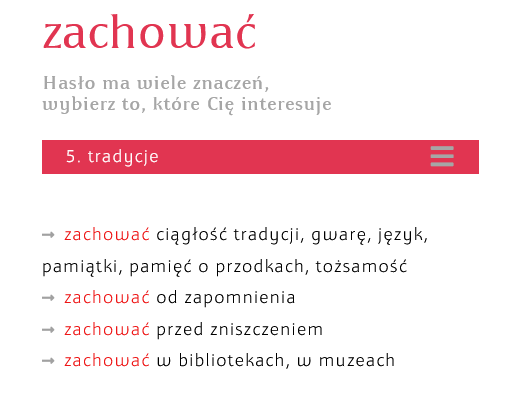 zachować
Hasło ma wiele znaczeń,
wybierz to, które Cię interesuje
5. tradycje
→ zachować ciągłość tradycji, gwarę, język,
pamiątki, pamięć o przodkach, tożsamość
→ zachować od zapomnienia
→ zachować przed zniszczeniem
→ zachować w bibliotekach, w muzeach